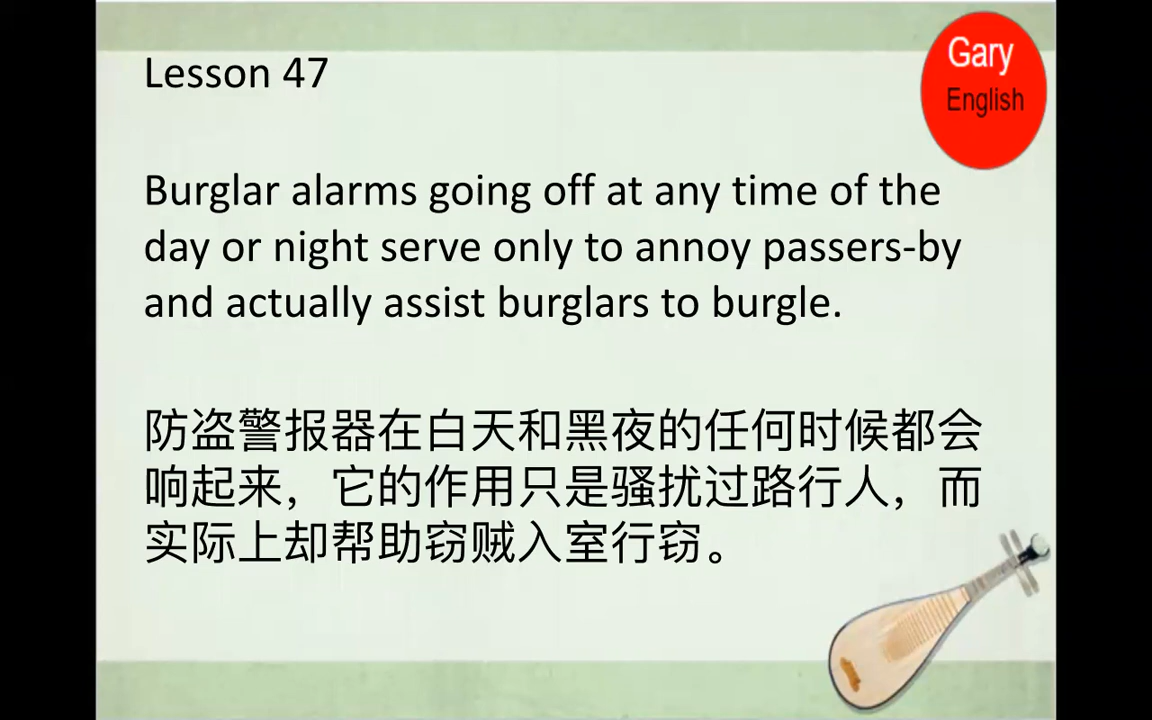 Lesson 47
Gary
English
Burglar alarms going off at any time of the
day or night serve only to annoy passers-by
and actually assist burglars to burgle.
防盗警报器在白天和黑夜的任何时候都会
响起来，它的作用只是骚扰过路行人，而
实际上却帮助窃贼入室行窃。